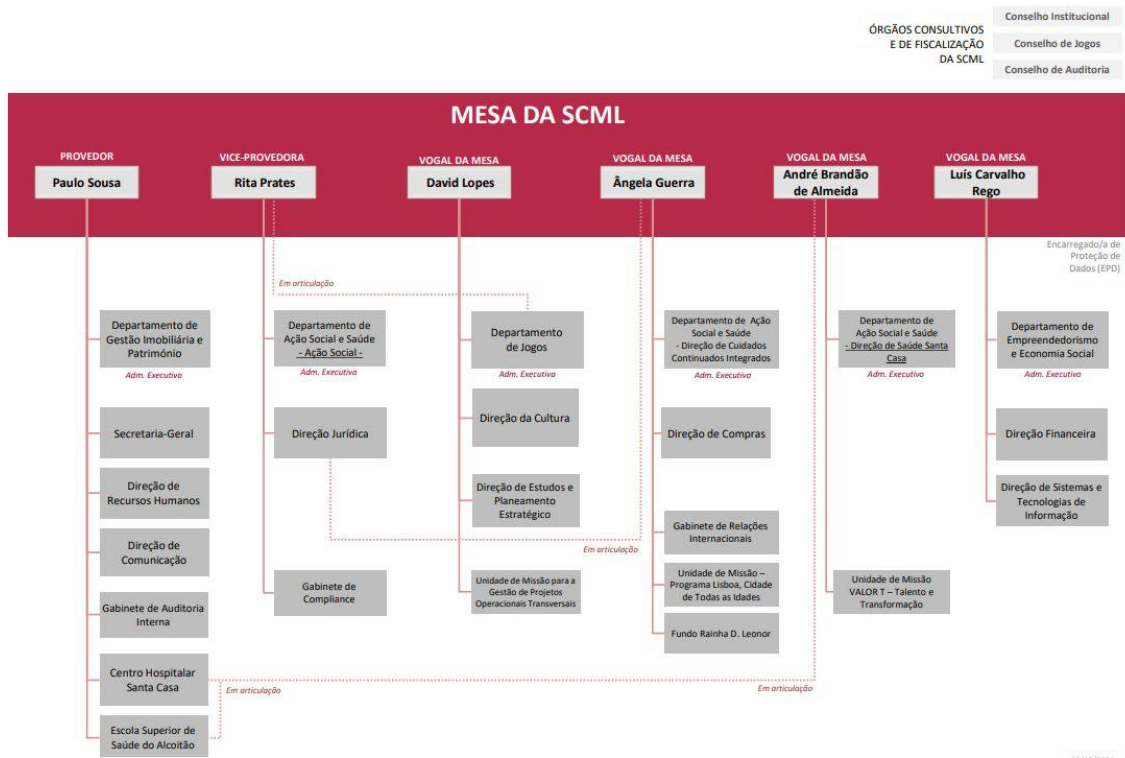 Conselho Institucional
ÓRGÃOS CONSULTIVOS
E DE FISCALIZAÇÃO
DA SCML
Conselho de Jogos
Conselho de Auditoria
MESA DA SCML
PROVEDOR
Paulo Sousa
VICE-PROVEDORA
Rita Prates
VOGAL DA MESA
David Lopes
VOGAL DA MESA
Ângela Guerra
VOGAL DA MESA
André Brandão
de Almeida
VOGAL DA MESA
Luís Carvalho
Rego
Encarregado/a de
Proteção de
Dados (EPD)
Departamento de
Gestão Imobiliária e
Património
Adm. Executivo
Secretaria-Geral
Direção de
Recursos Humanos
Direção de
Comunicação
Gabinete de Auditoria
Interna
Centro Hospitalar
Santa Casa
Escola Superior de
Saúde do Alcoitão
Em articulação
Em articulação
Departamento de
Ação Social e Saúde
- Ação Social -
Adm. Executivo
Direção Jurídica
Gabinete de
Compliance
Em articulação
Departamento
de Jogos
Adm. Executivo
Direção da Cultura
Direção de Estudos e
Planeamento
Estratégico
Unidade de Missão para a
Gestão de Projetos
Operacionais Transversais
Em articulação
Departamento de Ação
Social e Saúde
- Direção de Cuidados
Continuados Integrados
Adm. Executivo
Direção de Compras
Gabinete de Relações
Internacionais
Unidade de Missão –
Programa Lisboa, Cidade
de Todas as Idades
Fundo Rainha D. Leonor
Departamento de
Ação Social e Saúde
- Direção de Saúde Santa
Casa
Adm. Executivo
Unidade de Missão
VALOR T – Talento e
Transformação
Departamento de
Empreendedorismo
e Economia Social
Adm. Executivo
Direção Financeira
Direção de Sistemas e
Tecnologias de
Informação